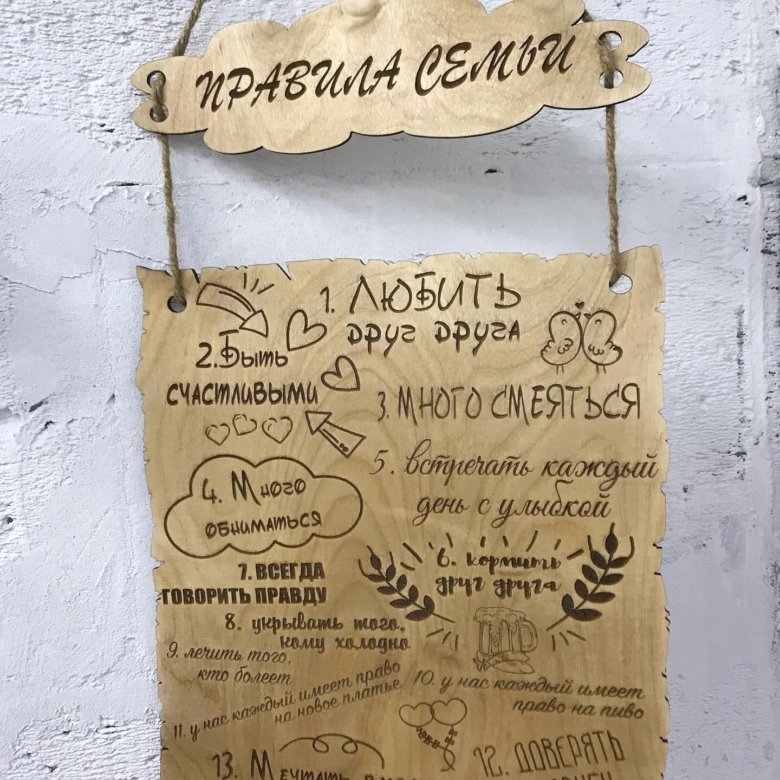 ПРАВИЛА СЕМЬИ
1. ЛЮБИТЬ
ДРУГ ДРУГА
2. Быть
СЧАСТЛИВЫМИ
3. МНОГО СМЕЯТЬСЯ
4. Много
ОБНИМАТЬСЯ
5. встречать каждый
день с улыбкой
6. кормить
друг друга
7. ВСЕГДА
ГОВОРИТЬ ПРАВДУ
8. укрывать того,
кому холодно
9. лечить того,
кто болеет
10. у нас каждый имеет
право на пиво
11. у нас каждый имеет право
на новое платье
12. ДОВЕРЯТЬ
13. МЕЧТАТЬ